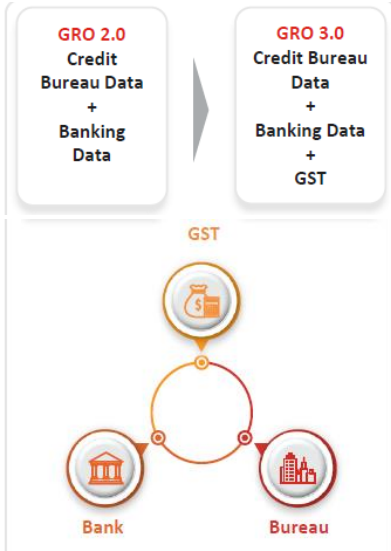 GRO 2.0
Credit
Bureau Data
+
Banking
Data
GRO 3.0
Credit Bureau
Data
+
Banking Data
+
GST
GST
$
Bank
Bureau